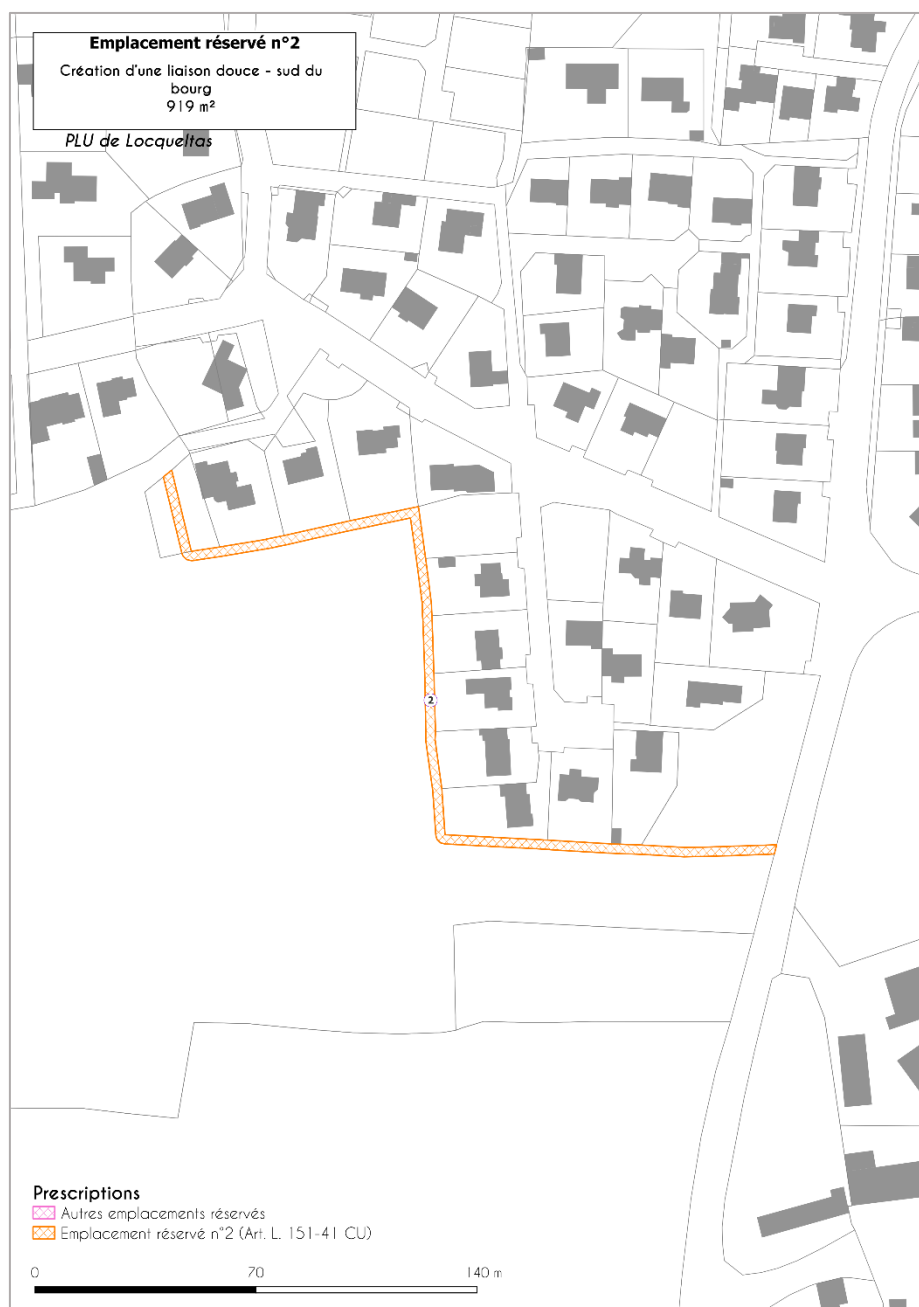 Emplacement réservé n°2
Création d'une liaison douce - sud du
bourg
919 m²
PLU de Locqueltas
2
Prescriptions
Autres emplacements réservés
Emplacement réservé n°2 (Art. L. 151-41 CU)
0 70 140 m